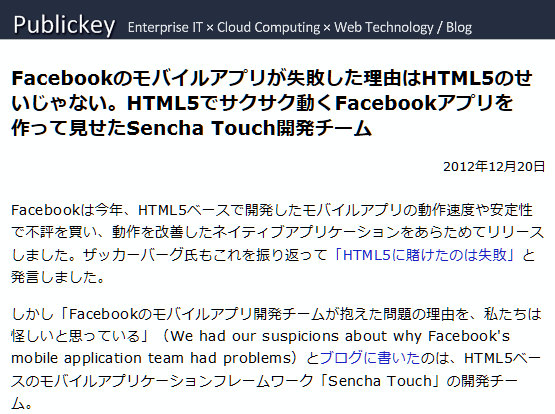 Publickey Enterprise IT × Cloud Computing × Web Technology / Blog
Facebookのモバイルアプリが失敗した理由はHTML5のせ
いじゃない。HTML5でサクサク動くFacebookアプリを
作って見せたSencha Touch開発チーム
2012年12月20日
Facebookは今年、HTML5ベースで開発したモバイルアプリの動作速度や安定性
で不評を買い、動作を改善したネイティブアプリケーションをあらためてリリース
しました。ザッカーバーグ氏もこれを振り返って「HTML5に賭けたのは失敗」と
発言しました。
しかし「Facebookのモバイルアプリ開発チームが抱えた問題の理由を、私たちは
怪しいと思っている」（We had our suspicions about why Facebook's
mobile application team had problems）とブログに書いたのは、HTML5ベー
スのモバイルアプリケーションフレームワーク「Sencha Touch」の開発チー
ム。